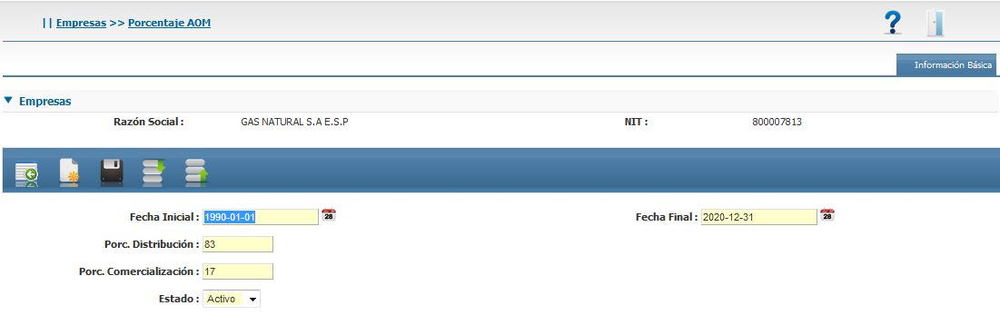 || Empresas >> Porcentaje AOM
Información Básica
Empresas
Razón Social : GAS NATURAL S.A E.S.P NIT : 800007813
Fecha Inicial : 1990-01-01 28 Fecha Final : 2020-12-31 28
Porc. Distribución : 83
Porc. Comercialización : 17
Estado : Activo